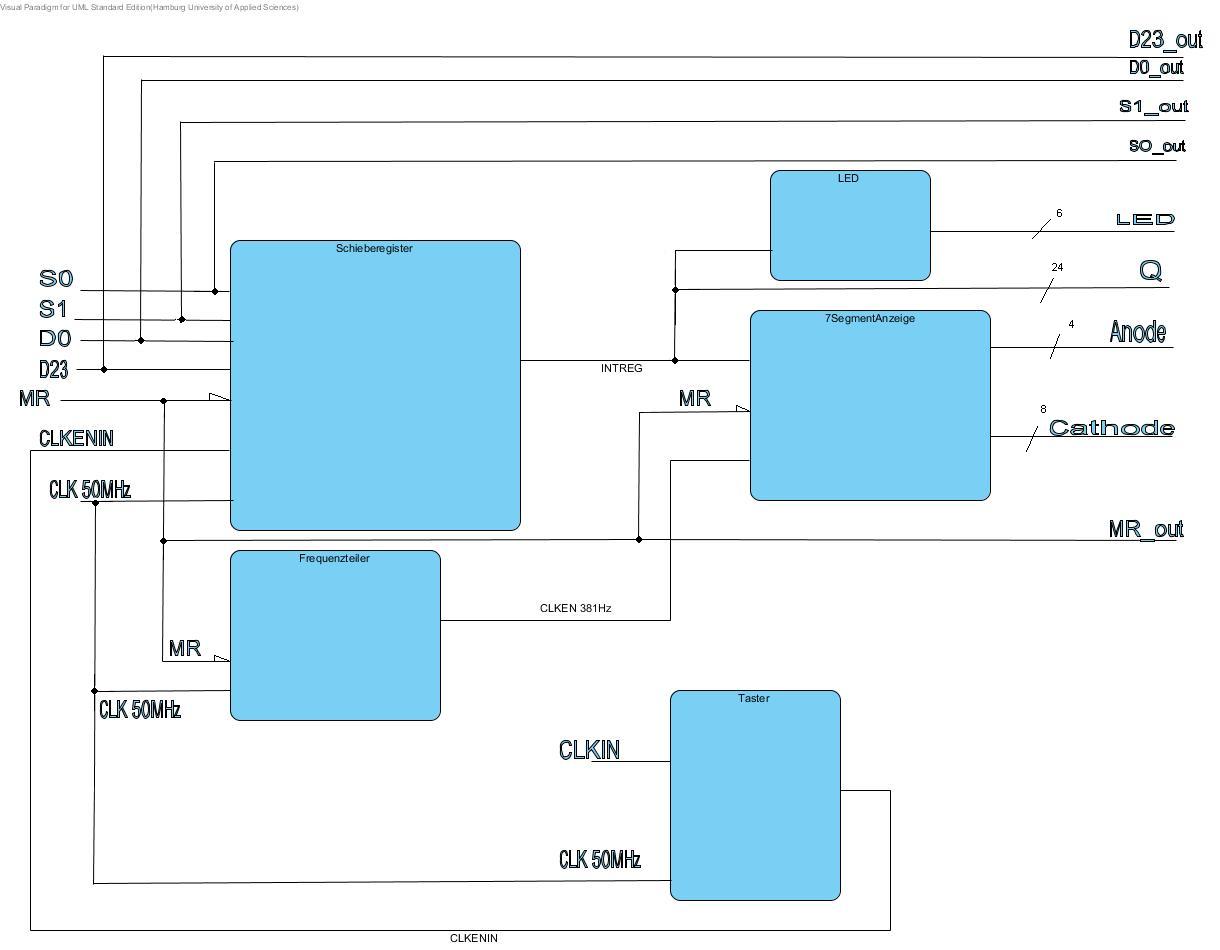 Visual Paradigm for UML Standard Edition(Hamburg University of Applied Sciences)
D23_out
D0_out
S1_out
SO_out
LED
6
LED
24
Q
Schieberegister
S0
S1
D0
D23
MR
CLKENIN
CLK 50MHz
INTREG
7SegmentAnzeige
4
Anode
MR
8
Cathode
MR_out
Frequenzteiler
CLKEN 381Hz
MR
CLK 50MHz
Taster
CLKIN
CLK 50MHz
CLKENIN